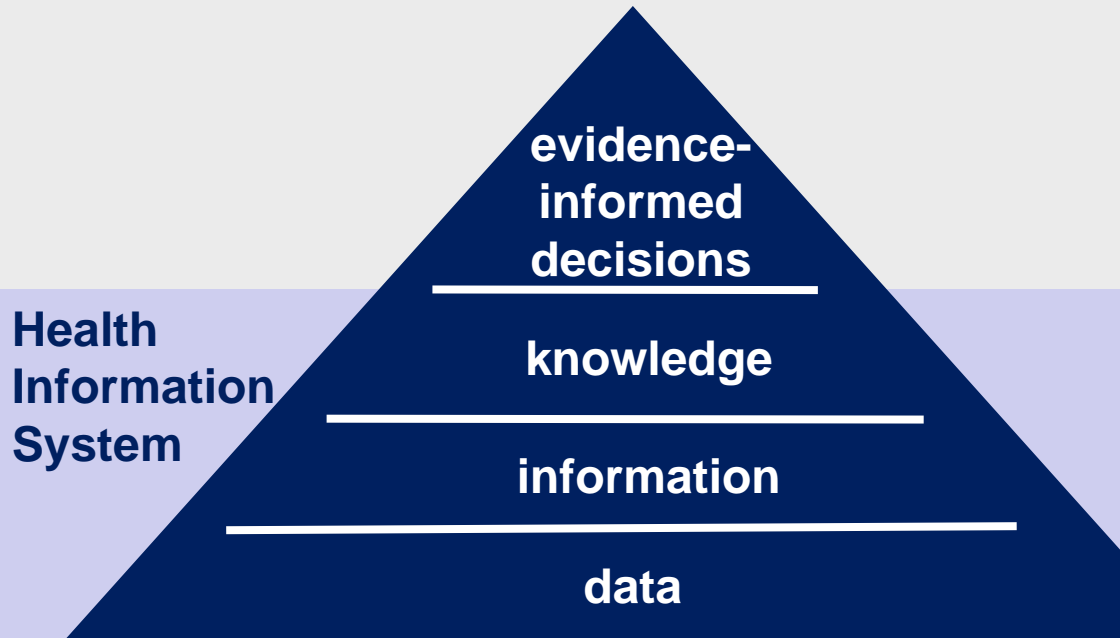 evidence-
informed
decisions
Health
Information
System
knowledge
information
data